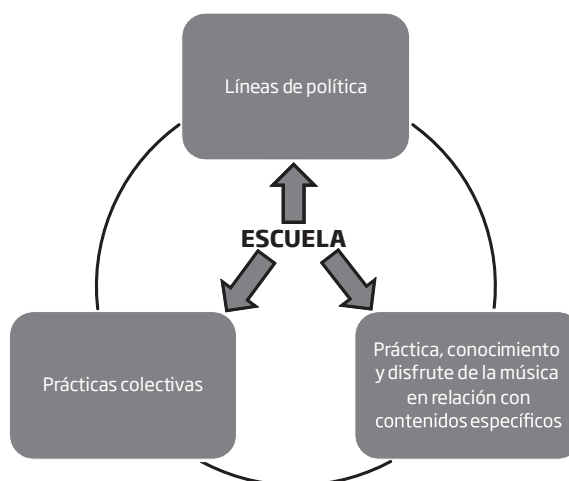 Líneas de política
ESCUELA
Prácticas colectivas
Práctica, conocimiento
y disfrute de la música
en relación con
contenidos específicos